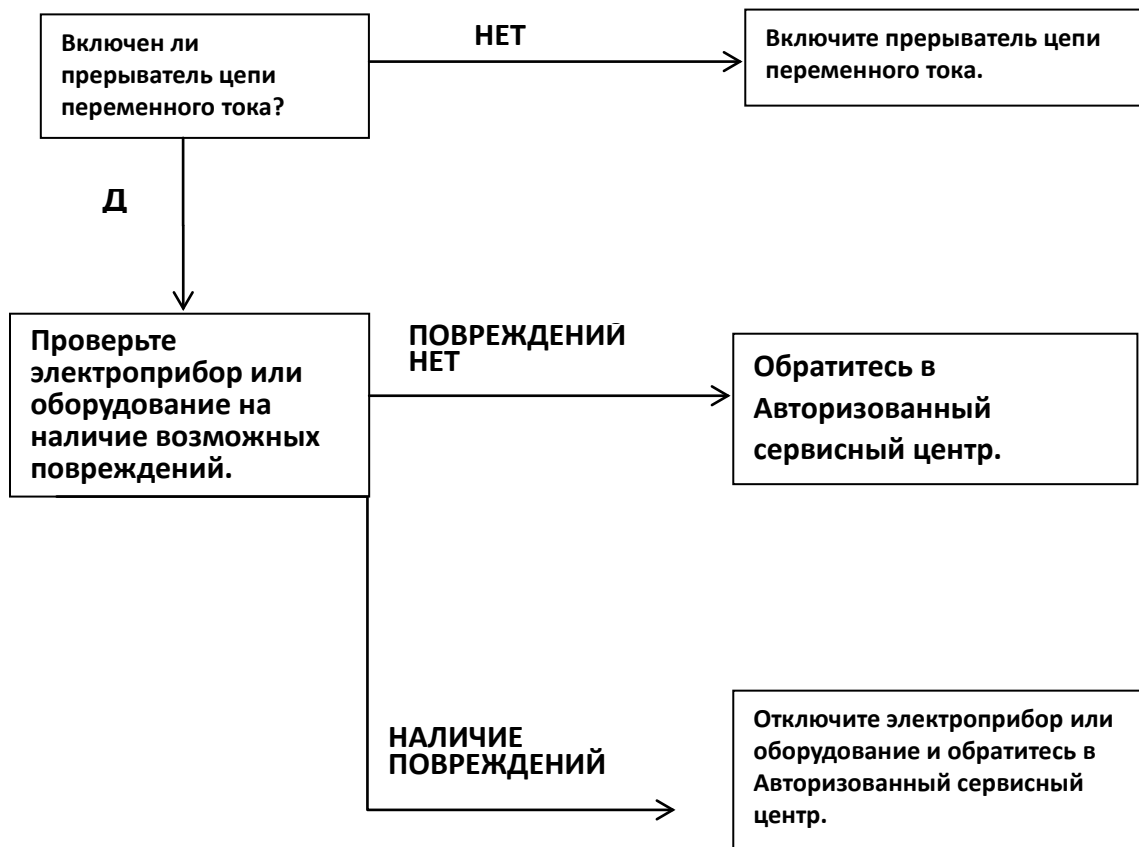 Включен ли
прерыватель цепи
переменного тока?
НЕТ
Включите прерыватель цепи
переменного тока.
Д
Проверьте
электроприбор или
оборудование на
наличие возможных
повреждений.
ПОВРЕЖДЕНИЙ
НЕТ
Обратитесь в
Авторизованный
сервисный центр.
НАЛИЧИЕ
ПОВРЕЖДЕНИЙ
Отключите электроприбор или
оборудование и обратитесь в
Авторизованный сервисный
центр.